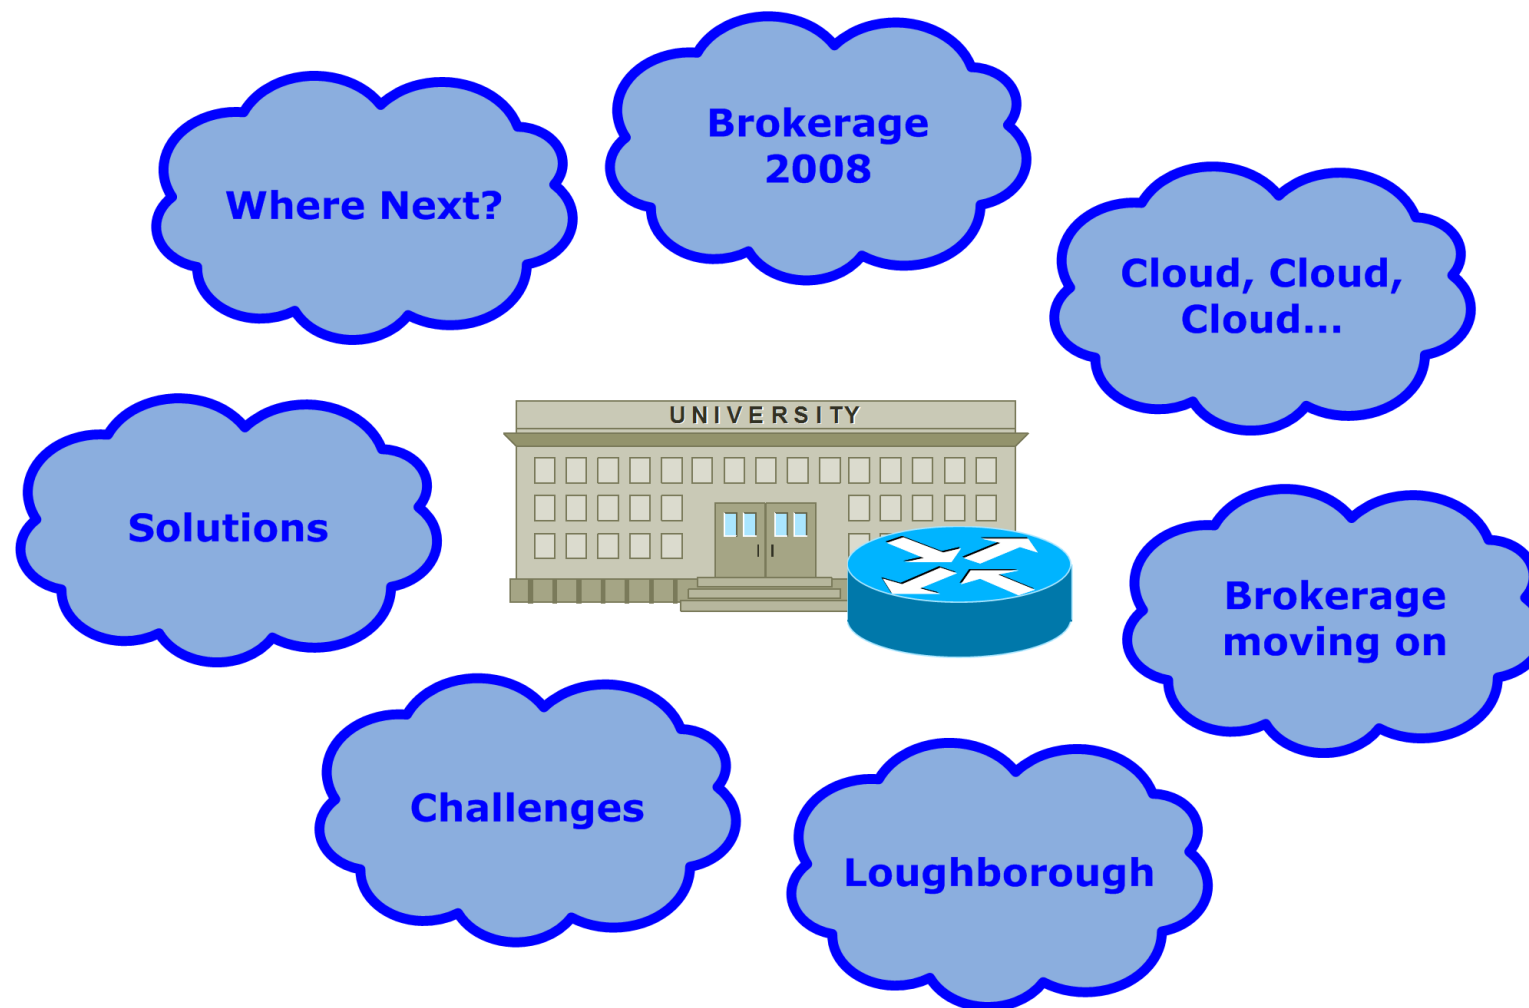 Brokerage
2008
Where Next?
Cloud, Cloud,
Cloud...
UNIVERSITY
Solutions
Brokerage
moving on
Challenges
Loughborough